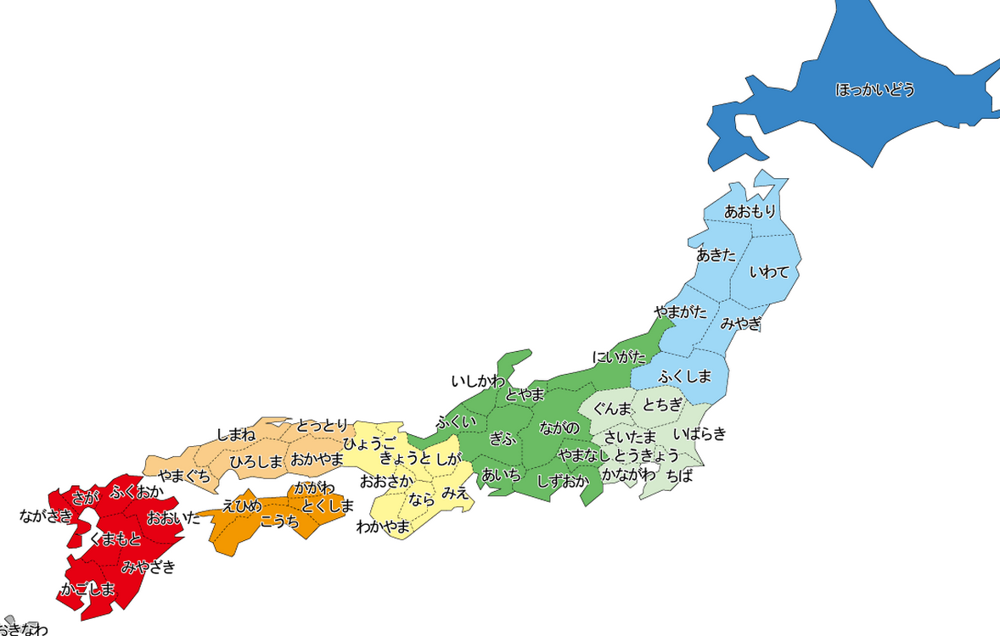 ほっかいどう
あおもり
あきた
いわて
やまがた
みやぎ
にいがた
ふくしま
いしかわ
とやま
とちぎ
ぐんま
ふくい
ながの
とっとり
しまね
いばらき
さいたま
ぎふ
ひょうご
やまなし
とうきょう
きょうと
しが
おかやま
ひろしま
かながわ
ちば
あいち
やまぐち
おおさか
しずおか
かがわ
ふくおか
みえ
さが
なら
えひめ
とくしま
ながさき
おおいた
こうち
わかやま
くまもと
みやざき
かごしま
おきなわ